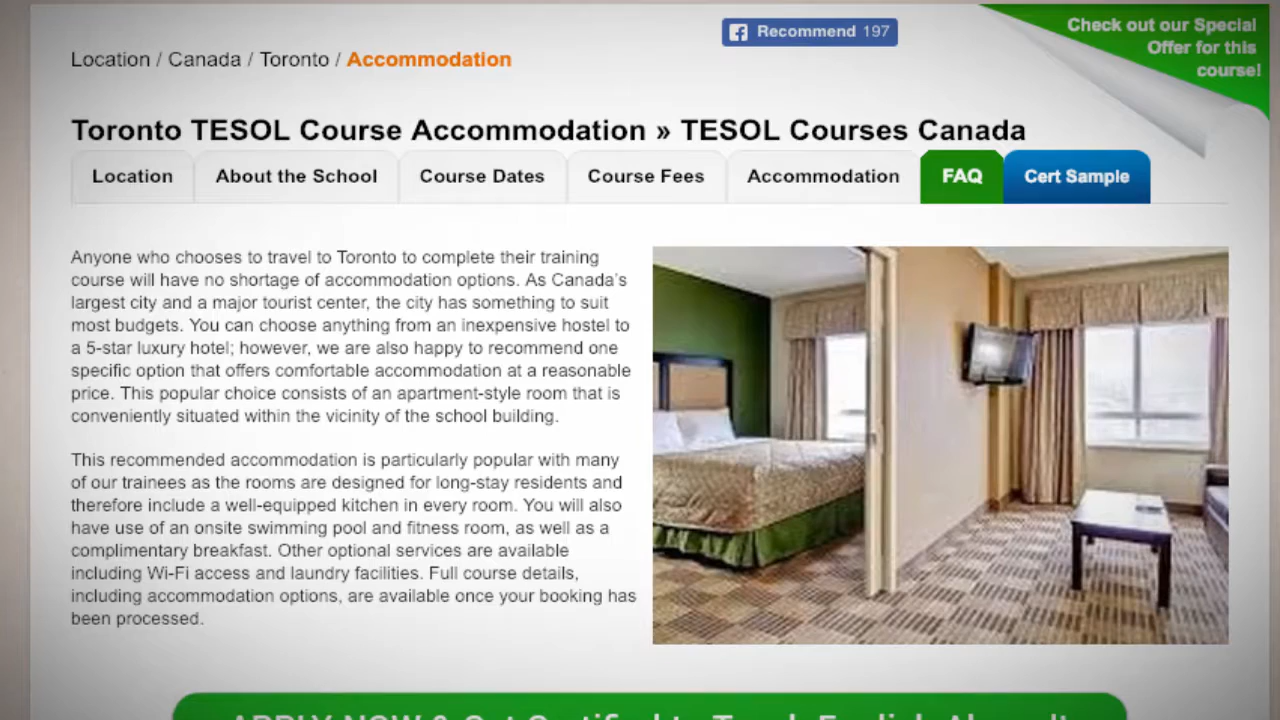 Recommend 197
Check out our Special
Offer for this
course!
Location / Canada / Toronto / Accommodation
Toronto TESOL Course Accommodation » TESOL Courses Canada
Location
About the School
Course Dates
Course Fees
Accommodation
FAQ
Cert Sample
Anyone who chooses to travel to Toronto to complete their training
course will have no shortage of accommodation options. As Canada's
largest city and a major tourist center, the city has something to suit
most budgets. You can choose anything from an inexpensive hostel to
a 5-star luxury hotel; however, we are also happy to recommend one
specific option that offers comfortable accommodation at a reasonable
price. This popular choice consists of an apartment-style room that is
conveniently situated within the vicinity of the school building.
This recommended accommodation is particularly popular with many
of our trainees as the rooms are designed for long-stay residents and
therefore include a well-equipped kitchen in every room. You will also
have use of an onsite swimming pool and fitness room, as well as a
complimentary breakfast. Other optional services are available
including Wi-Fi access and laundry facilities. Full course details,
including accommodation options, are available once your booking has
been processed.
APPLY NOW & Get Certified to Teach English Abroad!